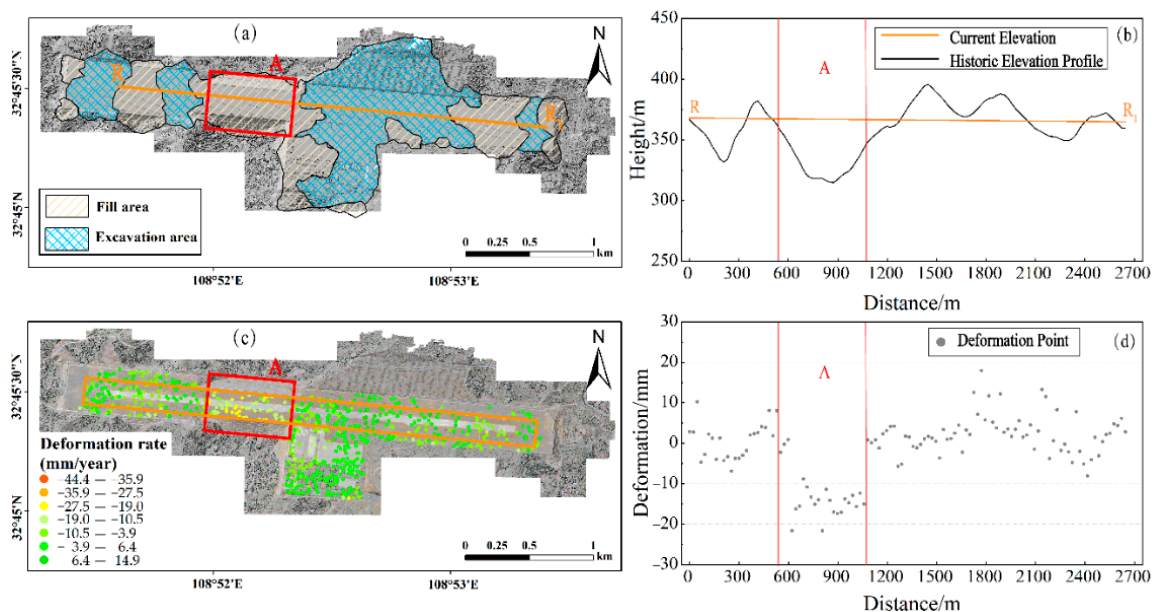 (a)
N
A
R
R₁
32°45'30"N
32°45'N
Fill area
Excavation area
0 0.25 0.5 1
km
108°52'E
108°53'E
400
350
300
250
Height/m
Current Elevation
Historic Elevation Profile
(b)
A
R
R₁
450
0 300 600 900 1200 1500 1800 2100 2400 2700
Distance/m
(c)
N
A
32°45'30"N
32°45'N
Deformation rate
(mm/year)
−44.4 — −35.9
−35.9 — −27.5
−27.5 — −19.0
−19.0 — −10.5
−10.5 — −3.9
− 3.9 — 6.4
6.4 — 14.9
0 0.25 0.5 1
km
108°52'E
108°53'E
30
20
10
0
−10
−20
−30
Deformation/mm
A
Deformation Point
(d)
0 300 600 900 1200 1500 1800 2100 2400 2700
Distance/m